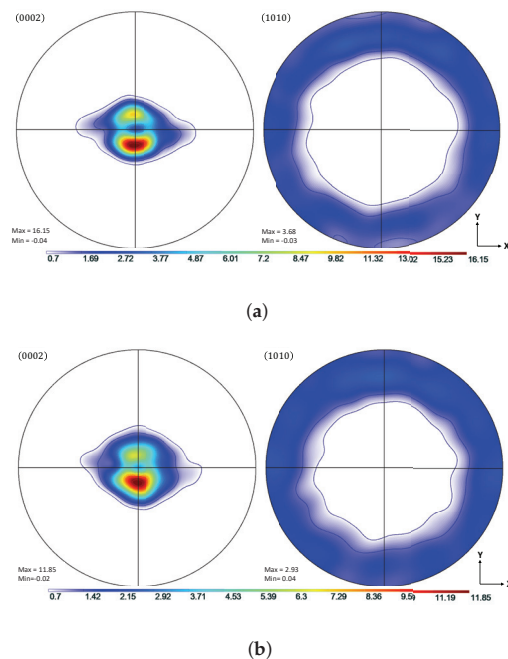 (0002) (1010)
Max = 16.15
Min = -0.04
Max = 3.68
Min = -0.03
Y
X
0.7 1.69 2.72 3.77 4.87 6.01 7.2 8.47 9.82 11.32 13.02 15.23 16.15
(a)
(0002) (1010)
Max = 11.85
Min=-0.02
Max = 2.93
Min= 0.04
Y
X
0.7 1.42 2.15 2.92 3.71 4.53 5.39 6.3 7.29 8.36 9.59 11.19 11.85
(b)